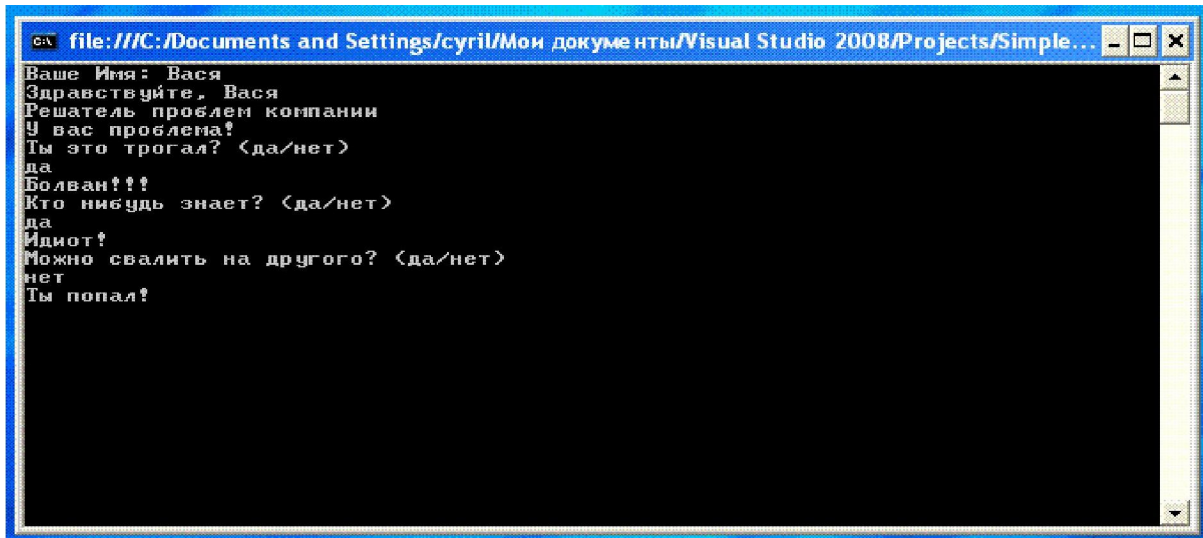 file:///C:/Documents and Settings/cyril/Мои документы/Visual Studio 2008/Projects/Simple...
Ваше Имя: Вася
Здравствуйте, Вася
Решатель проблем компании
У вас проблема!
Ты это трогал? (да/нет)
да
Болван!!!
Кто нибудь знает? (да/нет)
да
Идиот!
Можно свалить на другого? (да/нет)
нет
Ты попал!